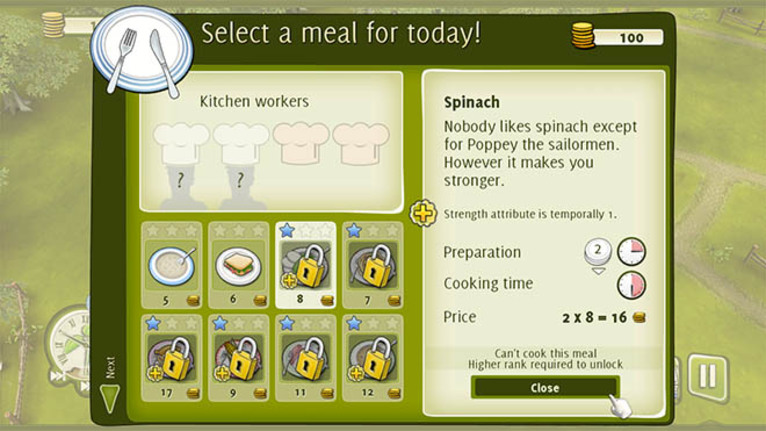 Select a meal for today!
100
Kitchen workers
? ?
Spinach
Nobody likes spinach except
for Poppey the sailormen.
However it makes you
stronger.
Strength attribute is temporally 1.
Preparation 2
Cooking time
Price 2 x 8 = 16
5 6 8 7
17 9 11 12
Next
Can't cook this meal
Higher rank required to unlock
Close